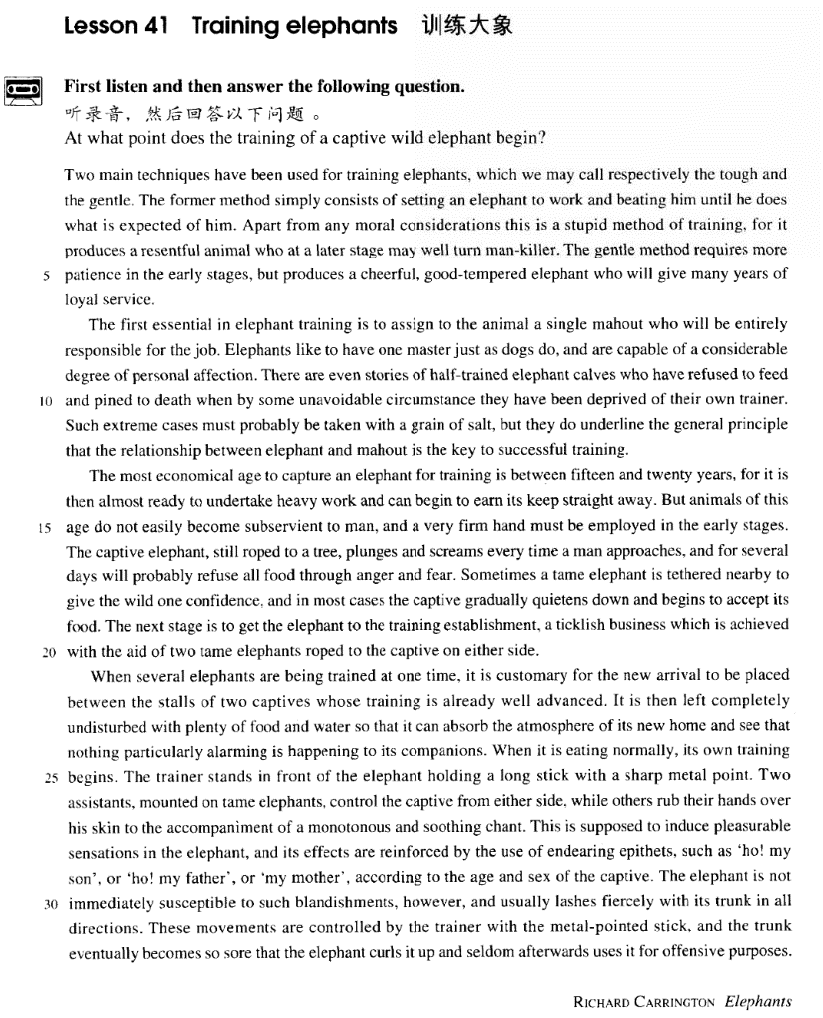 Lesson 41 Training elephants 训练大象
First listen and then answer the following question.
听录音，然后回答以下问题。
At what point does the training of a captive wild elephant begin?
Two main techniques have been used for training elephants, which we may call respectively the tough and
the gentle. The former method simply consists of setting an elephant to work and beating him until he does
what is expected of him. Apart from any moral considerations this is a stupid method of training, for it
produces a resentful animal who at a later stage may well turn man-killer. The gentle method requires more
5 patience in the early stages, but produces a cheerful, good-tempered elephant who will give many years of
loyal service.
The first essential in elephant training is to assign to the animal a single mahout who will be entirely
responsible for the job. Elephants like to have one master just as dogs do, and are capable of a considerable
degree of personal affection. There are even stories of half-trained elephant calves who have refused to feed
10 and pined to death when by some unavoidable circumstance they have been deprived of their own trainer.
Such extreme cases must probably be taken with a grain of salt, but they do underline the general principle
that the relationship between elephant and mahout is the key to successful training.
The most economical age to capture an elephant for training is between fifteen and twenty years, for it is
then almost ready to undertake heavy work and can begin to earn its keep straight away. But animals of this
15 age do not easily become subservient to man, and a very firm hand must be employed in the early stages.
The captive elephant, still roped to a tree, plunges and screams every time a man approaches, and for several
days will probably refuse all food through anger and fear. Sometimes a tame elephant is tethered nearby to
give the wild one confidence, and in most cases the captive gradually quietens down and begins to accept its
food. The next stage is to get the elephant to the training establishment, a ticklish business which is achieved
20 with the aid of two tame elephants roped to the captive on either side.
When several elephants are being trained at one time, it is customary for the new arrival to be placed
between the stalls of two captives whose training is already well advanced. It is then left completely
undisturbed with plenty of food and water so that it can absorb the atmosphere of its new home and see that
nothing particularly alarming is happening to its companions. When it is eating normally, its own training
25 begins. The trainer stands in front of the elephant holding a long stick with a sharp metal point. Two
assistants, mounted on tame elephants, control the captive from either side, while others rub their hands over
his skin to the accompaniment of a monotonous and soothing chant. This is supposed to induce pleasurable
sensations in the elephant, and its effects are reinforced by the use of endearing epithets, such as ‘ho! my
son’, or ‘ho! my father’, or ‘my mother’, according to the age and sex of the captive. The elephant is not
30 immediately susceptible to such blandishments, however, and usually lashes fiercely with its trunk in all
directions. These movements are controlled by the trainer with the metal-pointed stick, and the trunk
eventually becomes so sore that the elephant curls it up and seldom afterwards uses it for offensive purposes.
RICHARD CARRINGTON Elephants